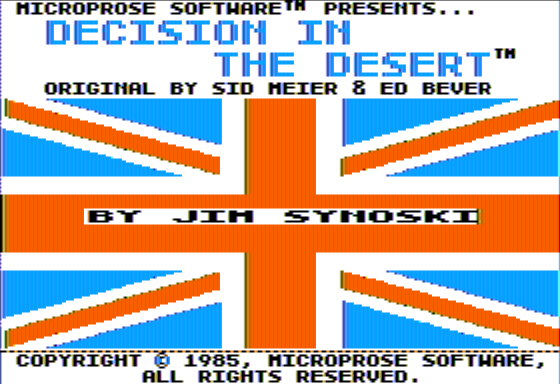 MICROPROSE SOFTWARE™ PRESENTS...
DECISION IN
THE DESERT™
ORIGINAL BY SID MEIER & ED BEVER
BY JIM SYNOSKI
COPYRIGHT © 1985, MICROPROSE SOFTWARE,
ALL RIGHTS RESERVED.